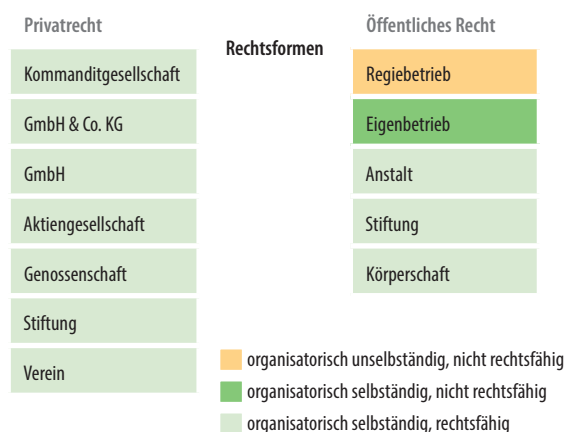 Privatrecht
Rechtsformen
Öffentliches Recht
Kommanditgesellschaft
GmbH & Co. KG
GmbH
Aktiengesellschaft
Genossenschaft
Stiftung
Verein
Regiebetrieb
Eigenbetrieb
Anstalt
Stiftung
Körperschaft
organisatorisch unselbständig, nicht rechtsfähig
organisatorisch selbständig, nicht rechtsfähig
organisatorisch selbständig, rechtsfähig